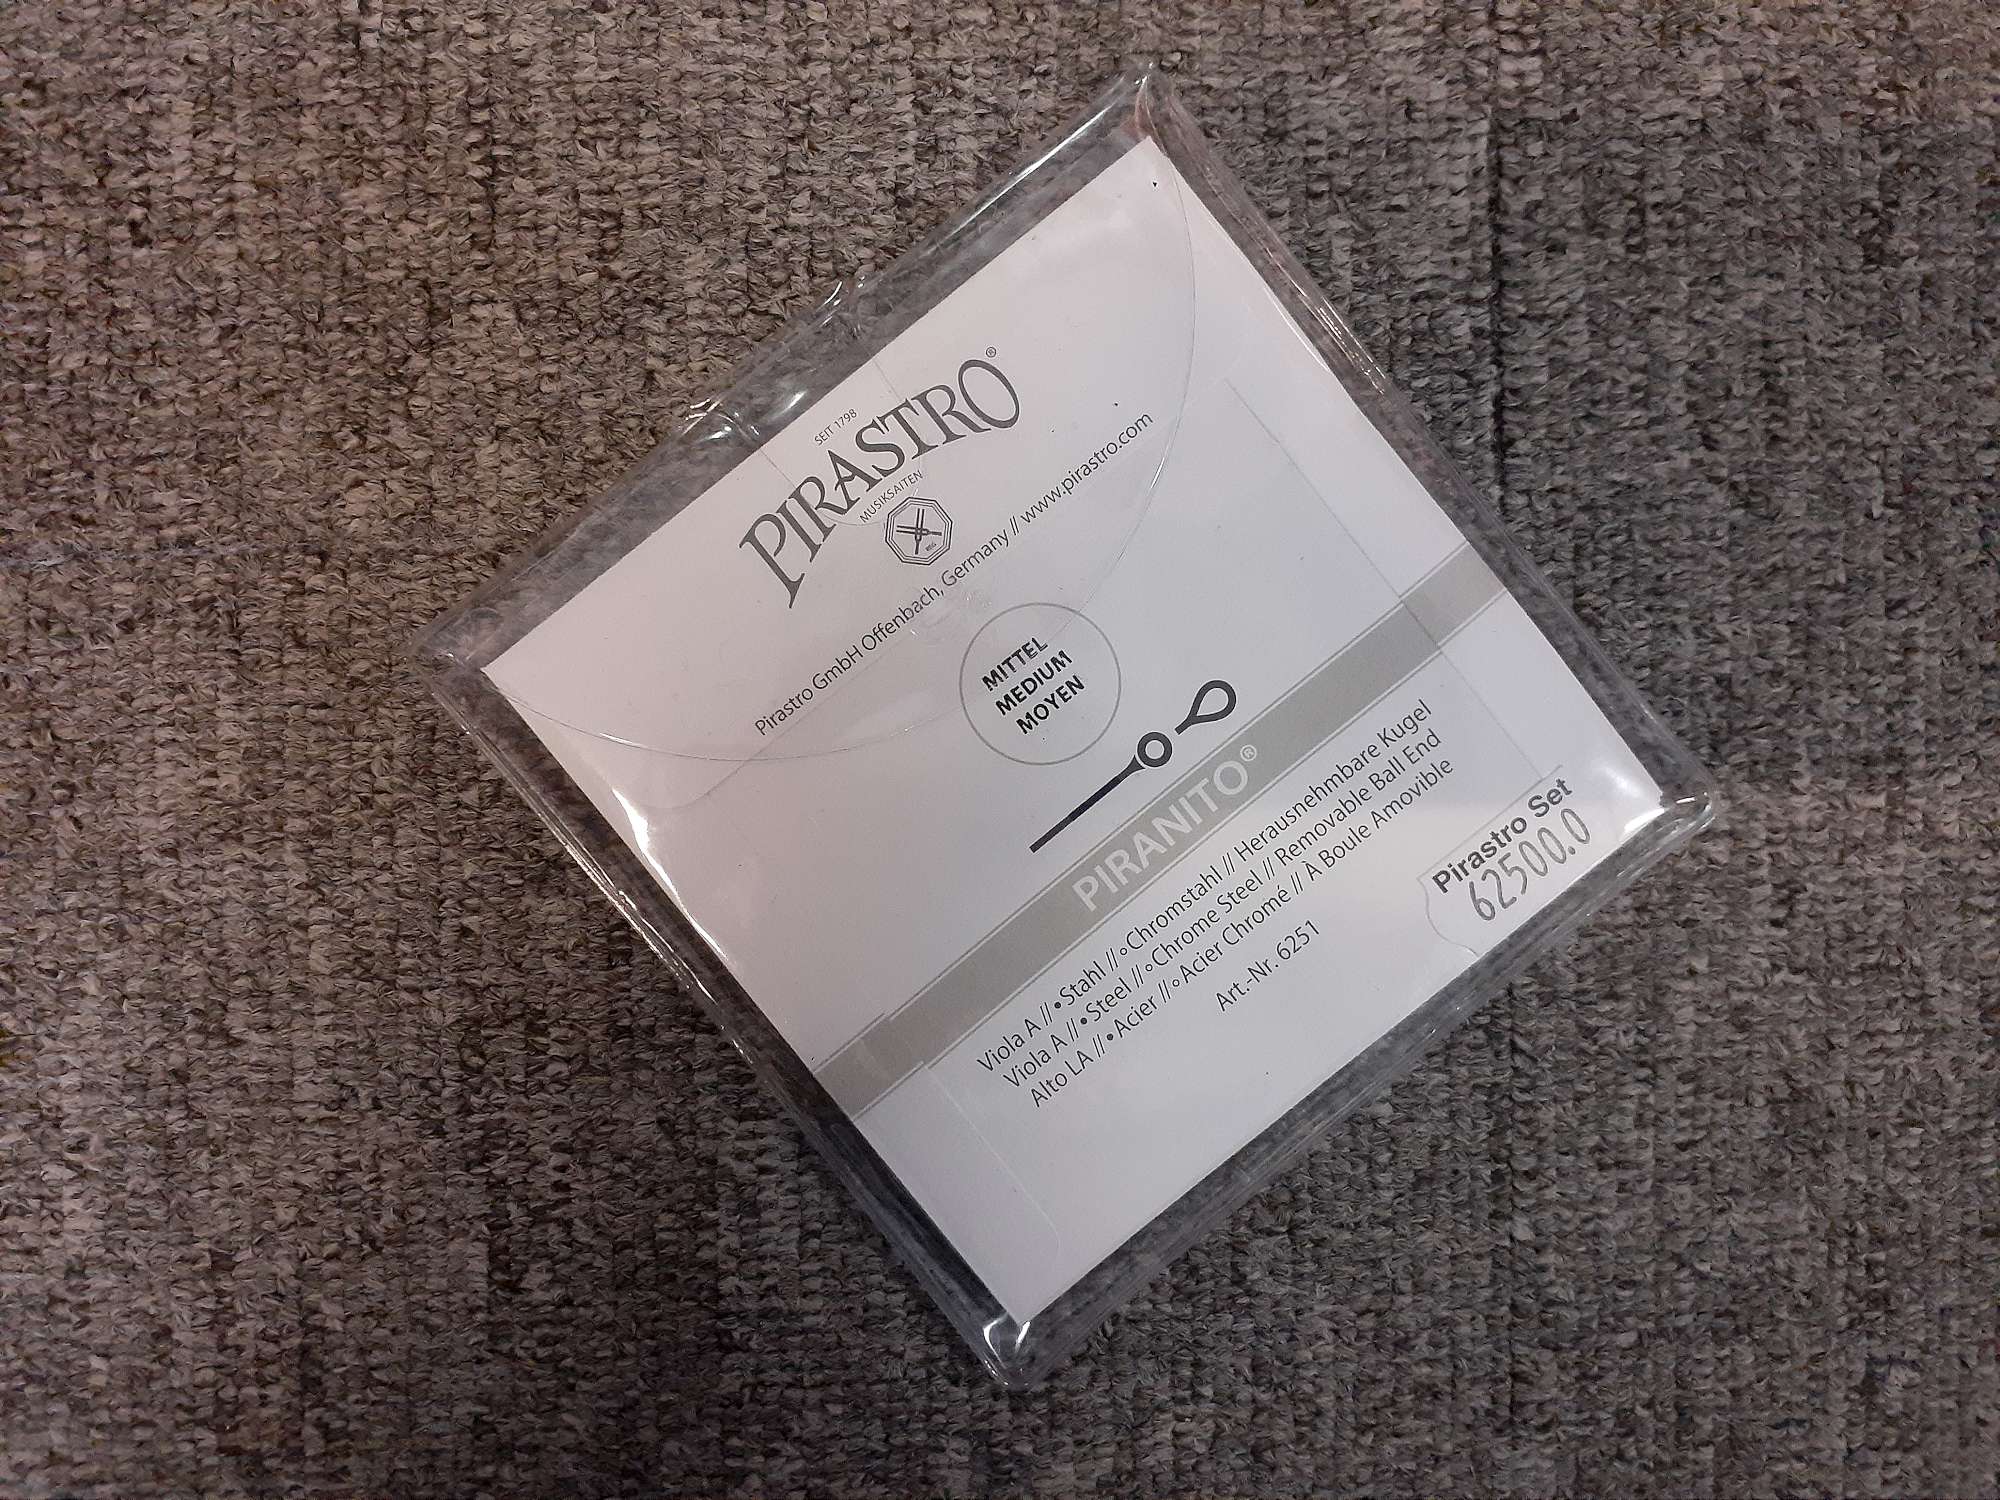 SEIT 1798
PIRASTRO®
MUSIKSAITEN
REG
Pirastro GmbH Offenbach, Germany // www.pirastro.com
MITTEL
MEDIUM
MOYEN
PIRANITO®
Viola A // • Stahl // ∘ Chromstahl // Herausnehmbare Kugel
Viola A // • Steel // ∘ Chrome Steel // Removable Ball End
Alto LA // • Acier // ∘ Acier Chromé // À Boule Amovible
Art.-Nr. 6251
Pirastro Set
62500.0